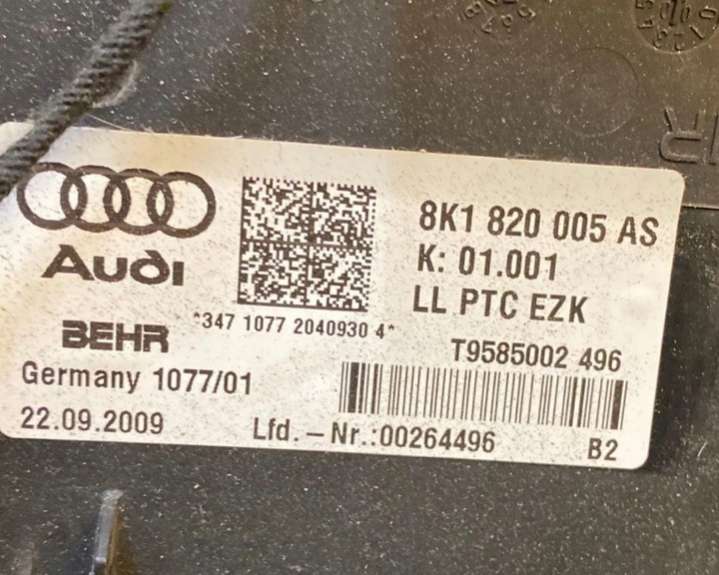 8K1 820 005 AS
K: 01.001
LL PTC EZK
Audi
*347 1077 2040930 4*
BEHR
T9585002 496
Germany 1077/01
22.09.2009
Lfd. – Nr.:00264496
B2